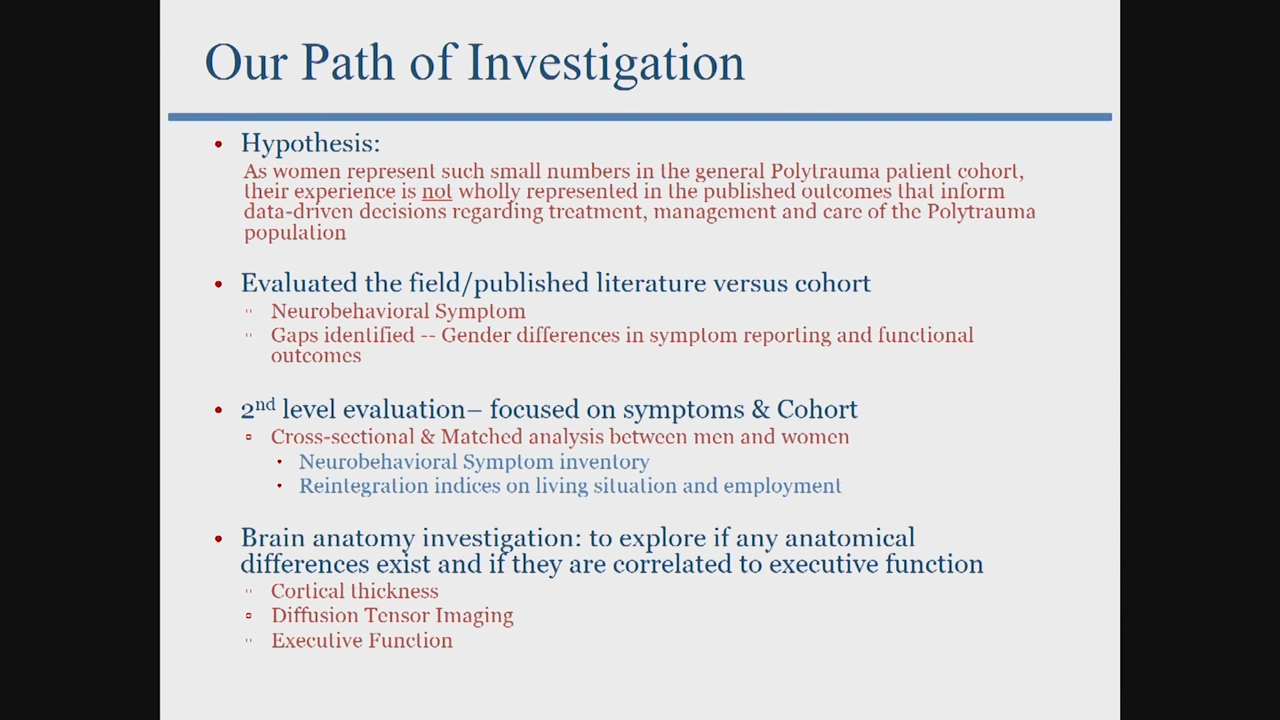 Our Path of Investigation
• Hypothesis:
As women represent such small numbers in the general Polytrauma patient cohort,
their experience is not wholly represented in the published outcomes that inform
data-driven decisions regarding treatment, management and care of the Polytrauma
population
• Evaluated the field/published literature versus cohort
▫ Neurobehavioral Symptom
▫ Gaps identified -- Gender differences in symptom reporting and functional
outcomes
• 2nd level evaluation– focused on symptoms & Cohort
▫ Cross-sectional & Matched analysis between men and women
• Neurobehavioral Symptom inventory
• Reintegration indices on living situation and employment
• Brain anatomy investigation: to explore if any anatomical
differences exist and if they are correlated to executive function
▫ Cortical thickness
▫ Diffusion Tensor Imaging
▫ Executive Function